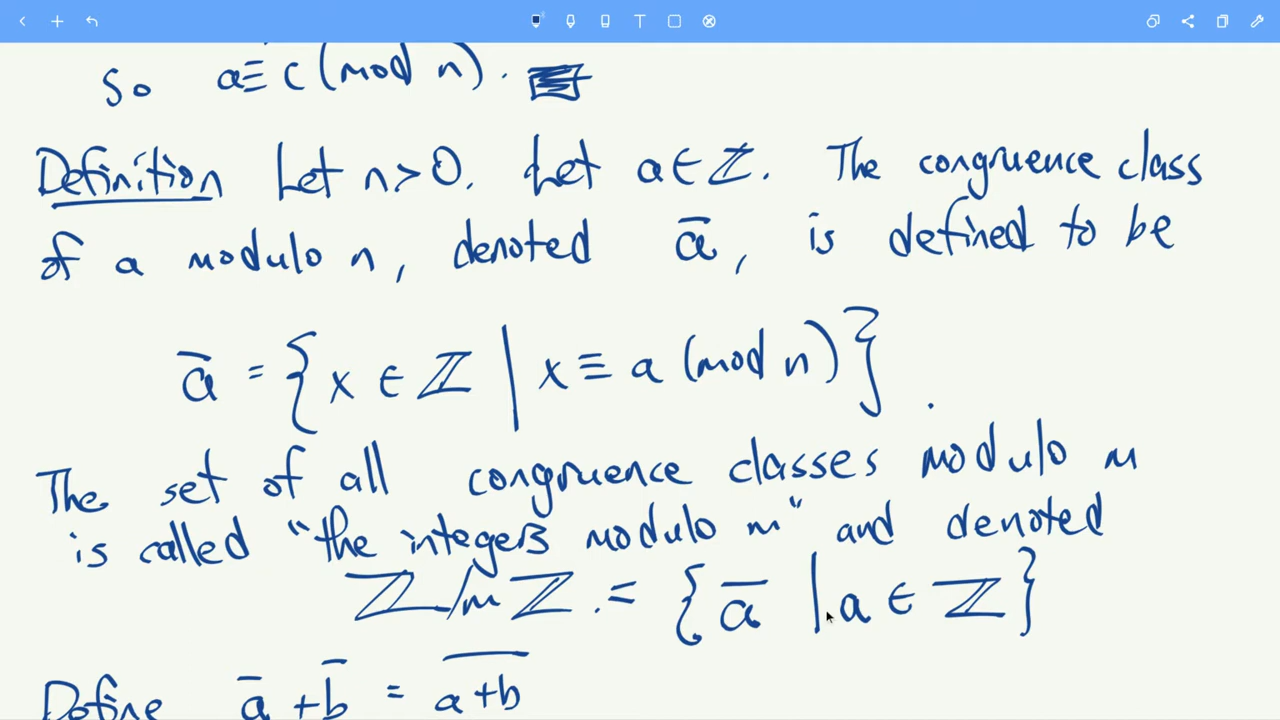 So a ≡ c (mod n).
Definition Let n > 0. Let a ∈ ℤ. The congruence class
of a modulo n, denoted ā, is defined to be
ā = { x ∈ ℤ | x ≡ a (mod n) }.
The set of all congruence classes modulo m
is called "the integers modulo m" and denoted
ℤ/mℤ. = { ā | a ∈ ℤ }
Define ā + b̄ = a̅+̅b̅